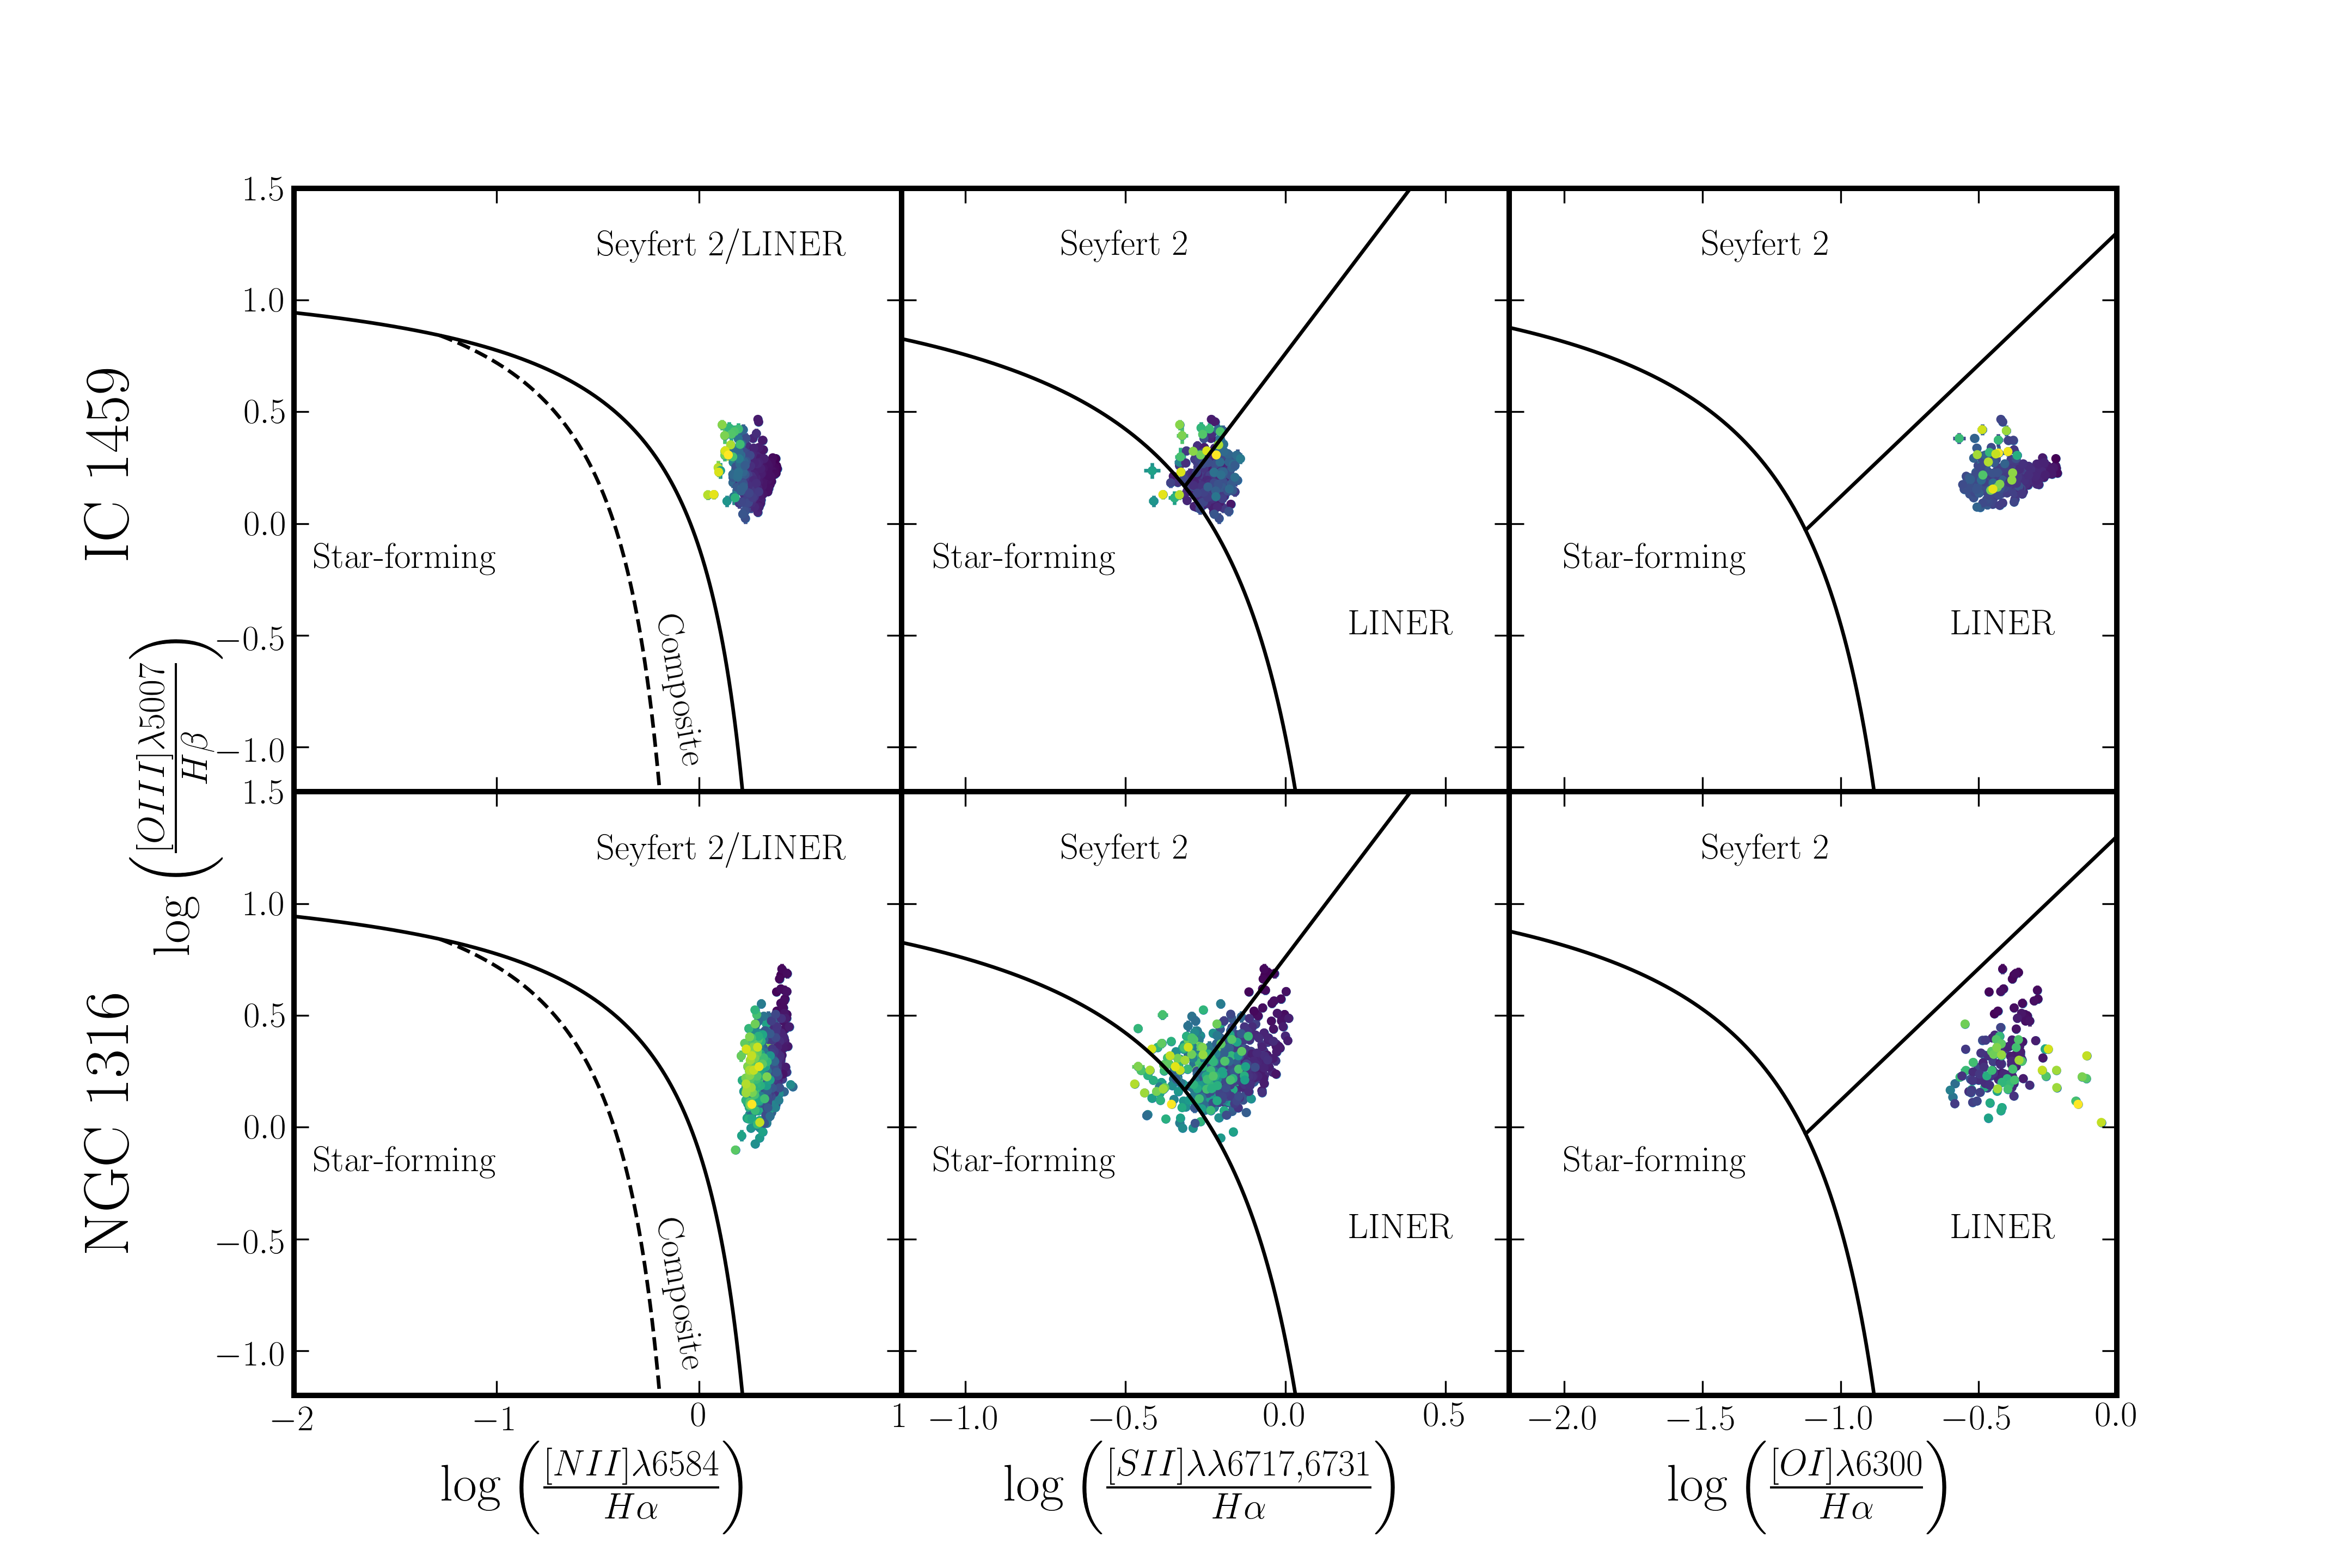 IC 1459
NGC 1316
log ([OIII]λ5007 / Hβ)
1.5
1.0
0.5
0.0
−0.5
−1.0
Seyfert 2/LINER
Star-forming
Composite
Seyfert 2
Star-forming
LINER
Seyfert 2
Star-forming
LINER
1.5
1.0
0.5
0.0
−0.5
−1.0
Seyfert 2/LINER
Star-forming
Composite
Seyfert 2
Star-forming
LINER
Seyfert 2
Star-forming
LINER
−2 −1 0 1
−1.0 −0.5 0.0 0.5
−2.0 −1.5 −1.0 −0.5 0.0
log ([NII]λ6584 / Hα)
log ([SII]λλ6717,6731 / Hα)
log ([OI]λ6300 / Hα)